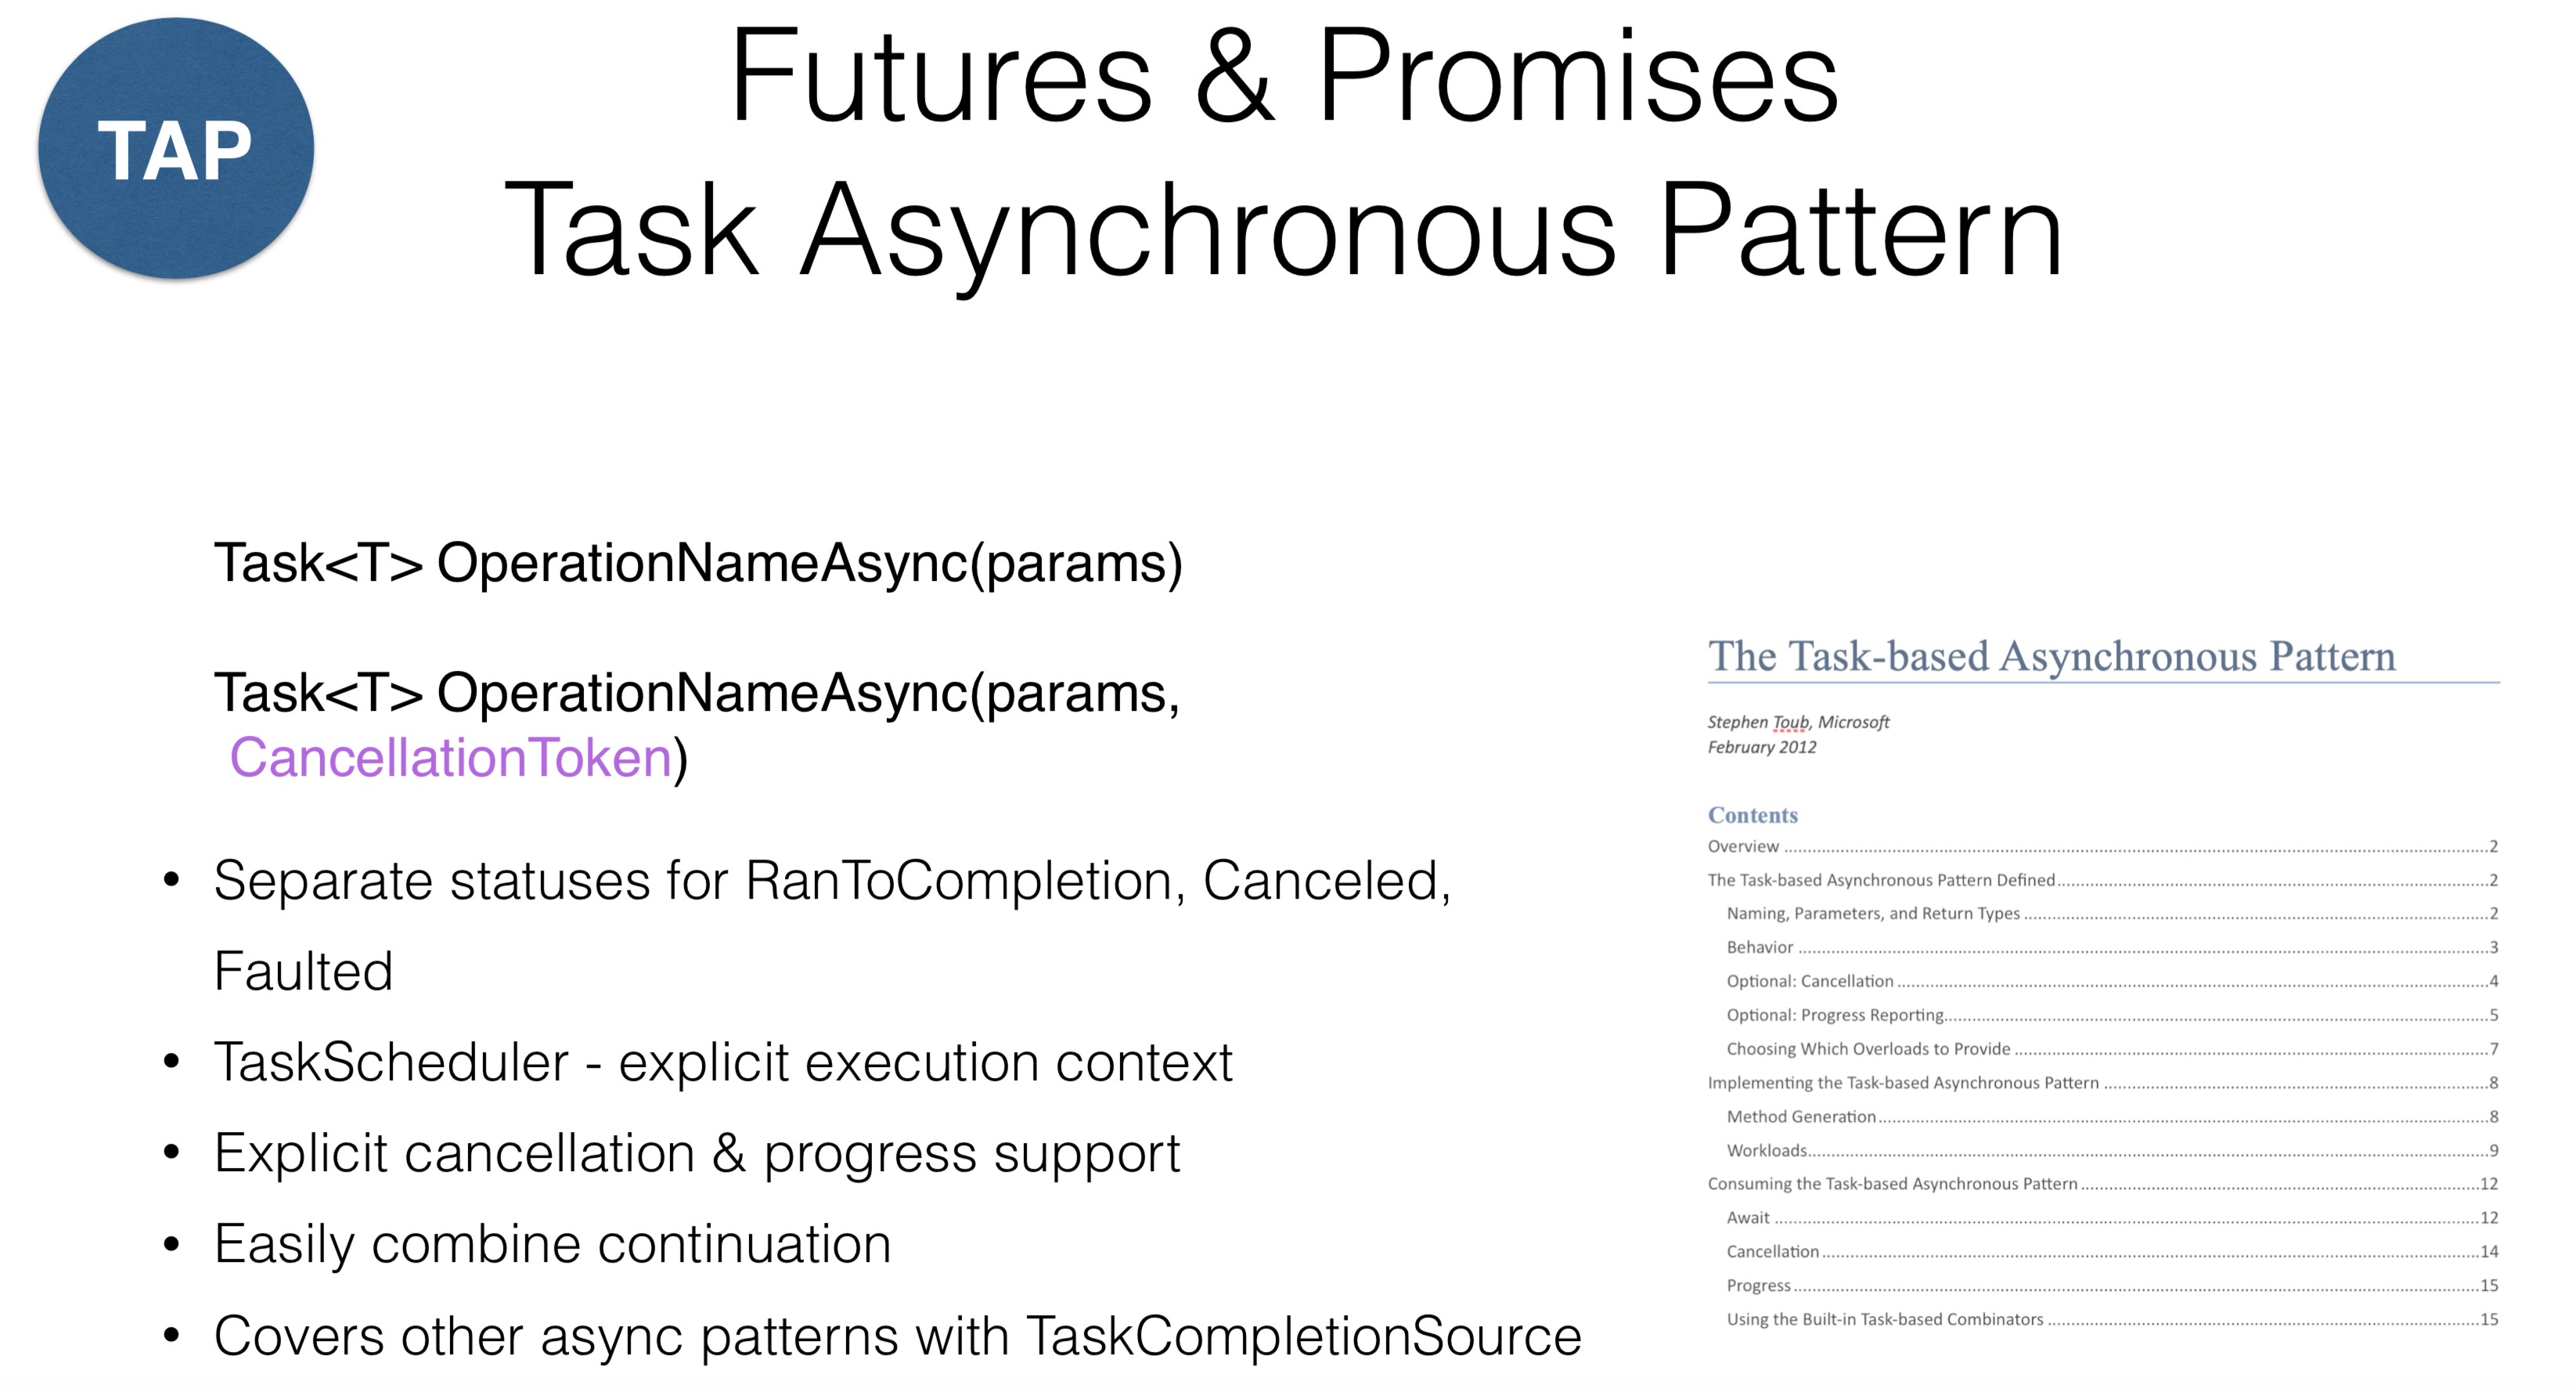 TAP
Futures & Promises
Task Asynchronous Pattern
Task<T> OperationNameAsync(params)
Task<T> OperationNameAsync(params,
CancellationToken)
• Separate statuses for RanToCompletion, Canceled,
Faulted
• TaskScheduler - explicit execution context
• Explicit cancellation & progress support
• Easily combine continuation
• Covers other async patterns with TaskCompletionSource
The Task-based Asynchronous Pattern
Stephen Toub, Microsoft
February 2012
Contents
Overview ..... 2
The Task-based Asynchronous Pattern Defined ..... 2
Naming, Parameters, and Return Types ..... 2
Behavior ..... 3
Optional: Cancellation ..... 4
Optional: Progress Reporting ..... 5
Choosing Which Overloads to Provide ..... 7
Implementing the Task-based Asynchronous Pattern ..... 8
Method Generation ..... 8
Workloads ..... 9
Consuming the Task-based Asynchronous Pattern ..... 12
Await ..... 12
Cancellation ..... 14
Progress ..... 15
Using the Built-in Task-based Combinators ..... 15